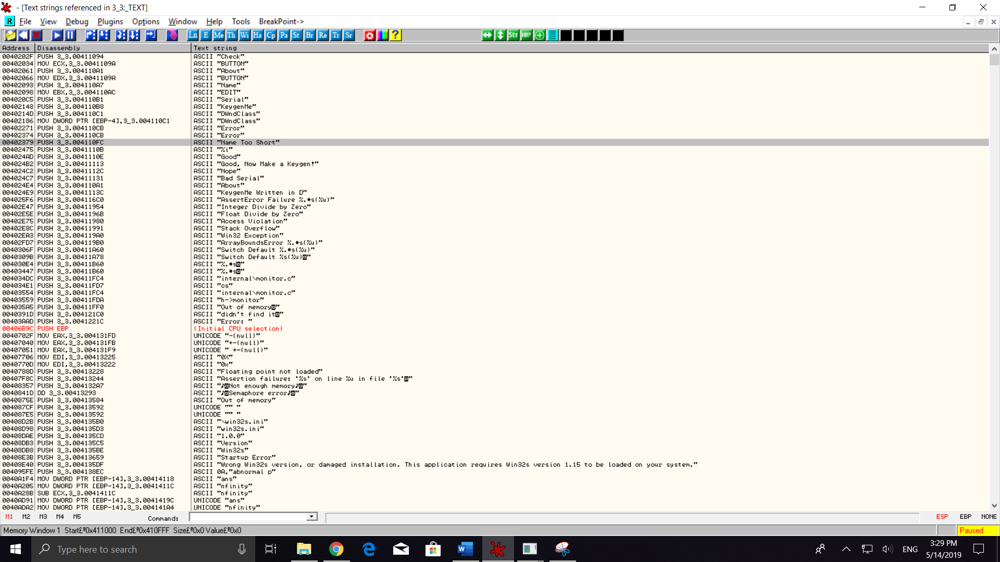 - [Text strings referenced in 3_3:_TEXT]
R File View Debug Plugins Options Window Help Tools BreakPoint->
Ln E Me Th Wi Ha Cp Pa St Br Re Tr Sr ? Str HBP
Address Disassembly Text string
0040202F PUSH 3_3.00411094 ASCII "Check"
00402034 MOV ECX,3_3.0041109A ASCII "BUTTON"
00402061 PUSH 3_3.004110A1 ASCII "About"
00402066 MOV EDX,3_3.0041109A ASCII "BUTTON"
00402093 PUSH 3_3.004110A7 ASCII "Name"
00402098 MOV EBX,3_3.004110AC ASCII "EDIT"
004020C5 PUSH 3_3.004110B1 ASCII "Serial"
00402148 PUSH 3_3.004110B8 ASCII "KeygenMe"
0040214D PUSH 3_3.004110C1 ASCII "DWndClass"
00402186 MOV DWORD PTR [EBP-4],3_3.004110C1 ASCII "DWndClass"
00402271 PUSH 3_3.004110CB ASCII "Error"
00402374 PUSH 3_3.004110CB ASCII "Error"
00402379 PUSH 3_3.004110FC ASCII "Name Too Short"
00402475 PUSH 3_3.0041110B ASCII "%i"
004024AD PUSH 3_3.0041110E ASCII "Good"
004024B2 PUSH 3_3.00411113 ASCII "Good, Now Make a Keygen!"
004024C2 PUSH 3_3.0041112C ASCII "Nope"
004024C7 PUSH 3_3.00411131 ASCII "Bad Serial"
004024E4 PUSH 3_3.004110A1 ASCII "About"
004024E9 PUSH 3_3.0041113C ASCII "KeygenMe Written in D"
004025F6 PUSH 3_3.004116C0 ASCII "AssertError Failure %.*s(%u)"
00402E47 PUSH 3_3.00411954 ASCII "Integer Divide by Zero"
00402E5E PUSH 3_3.0041196B ASCII "Float Divide by Zero"
00402E75 PUSH 3_3.00411980 ASCII "Access Violation"
00402E8C PUSH 3_3.00411991 ASCII "Stack Overflow"
00402EA3 PUSH 3_3.004119A0 ASCII "Win32 Exception"
00402FD7 PUSH 3_3.004119B0 ASCII "ArrayBoundsError %.*s(%u)"
0040306F PUSH 3_3.00411A60 ASCII "Switch Default %.*s(%u)"
0040309B PUSH 3_3.00411A78 ASCII "Switch Default %s(%u)◙"
004030E4 PUSH 3_3.00411B60 ASCII "%.*s◙"
00403447 PUSH 3_3.00411B60 ASCII "%.*s◙"
004034DC PUSH 3_3.00411FC4 ASCII "internal\monitor.c"
004034E1 PUSH 3_3.00411FD7 ASCII "cs"
00403554 PUSH 3_3.00411FC4 ASCII "internal\monitor.c"
00403559 PUSH 3_3.00411FDA ASCII "h->monitor"
004035A5 PUSH 3_3.00411FF0 ASCII "Out of memory◙"
0040391D PUSH 3_3.004121C0 ASCII "didn't find it◙"
00403AAD PUSH 3_3.0041221C ASCII "Error: "
00406B9C PUSH EBP (Initial CPU selection)
0040702F MOV EAX,3_3.004131FD UNICODE "-(null)"
00407040 MOV EAX,3_3.004131FB UNICODE "+-(null)"
00407051 MOV EAX,3_3.004131F9 UNICODE " +-(null)"
00407706 MOV EDI,3_3.00413225 ASCII "0X"
0040770D MOV EDI,3_3.00413222 ASCII "0x"
0040788D PUSH 3_3.00413228 ASCII "Floating point not loaded"
00407F8C PUSH 3_3.00413244 ASCII "Assertion failure: '%s' on line %u in file '%s'◙"
00408357 PUSH 3_3.004132A7 ASCII "♪◙Not enough memory♪◙"
0040841D DD 3_3.00413293 ASCII "♪◙Semaphore error♪◙"
0040875E PUSH 3_3.00413584 ASCII "Out of memory"
004087CF PUSH 3_3.00413592 UNICODE "" "
004087E5 PUSH 3_3.00413592 UNICODE "" "
00408D2B PUSH 3_3.004135B0 ASCII "\win32s.ini"
00408D98 PUSH 3_3.004135D3 ASCII "win32s.ini"
00408DAE PUSH 3_3.004135CD ASCII "1.0.0"
00408DB3 PUSH 3_3.004135C5 ASCII "Version"
00408DB8 PUSH 3_3.004135BE ASCII "Win32s"
00408E3B PUSH 3_3.00413659 ASCII "Startup Error"
00408E40 PUSH 3_3.004135DF ASCII "Wrong Win32s version, or damaged installation. This application requires Win32s version 1.15 to be loaded on your system."
004095FE PUSH 3_3.004138EC ASCII 0A,"abnormal p"
0040A1F4 MOV DWORD PTR [EBP-14],3_3.00414118 ASCII "ans"
0040A205 MOV DWORD PTR [EBP-14],3_3.0041411C ASCII "nfinity"
0040A28B SUB ECX,3_3.0041411C ASCII "nfinity"
0040AD91 MOV DWORD PTR [EBP-14],3_3.0041419C UNICODE "ans"
0040ADA2 MOV DWORD PTR [EBP-14],3_3.004141A4 UNICODE "nfinity"
M1 M2 M3 M4 M5 Command: ESP EBP NONE
Memory Window 1 Start£º0x411000 End£º0x410FFF Size£º0x0 Value£º0x0 Paused
Type here to search ENG 3:29 PM
5/14/2019